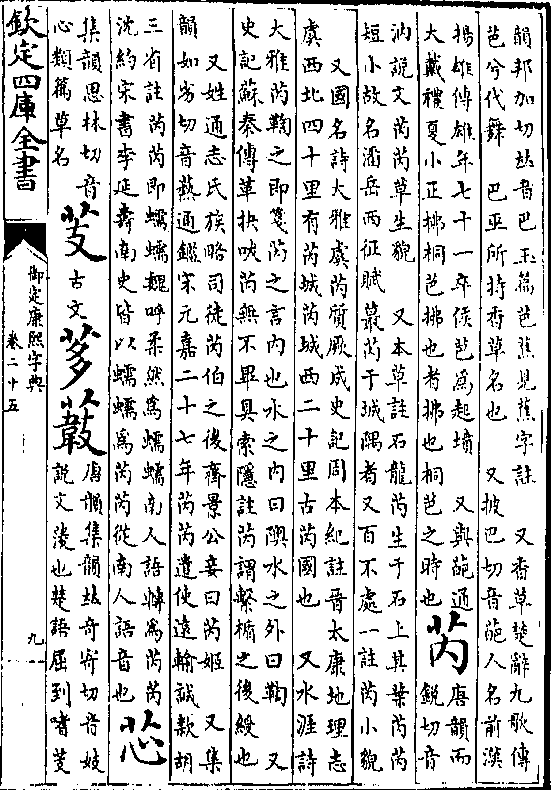 韻邦加切𠀤音巴玉篇芭蕉見蕉字註　又香草楚辭九歌傳
芭兮代舞　巴巫所持香草名也　又披巴切音葩人名前漢
揚雄傳雄年七十一卒侯芭為起墳　又與葩通
大戴禮夏小正拂桐芭拂也者拂也桐芭之時也　芮　唐韻而
鋭切音
汭說文芮芮草生貌　又本草註石龍芮生于石上其葉芮芮
短小故名潘岳西征賦蕞芮于城隅者又百不處一註芮小貌
又國名詩大雅虞芮質厥成史記周本紀註晉太康地理志
虞西北四十里有芮城芮城西二十里古芮國也　又水涯詩
大雅芮鞫之即箋芮之言內也水之內曰隩水之外曰鞫　又
史記蘇秦傳革抉㕹芮無不畢具索隱註芮謂繫楯之後綬也
又姓通志氏族略司徒芮伯之後齊景公妾曰芮姬　又集
韻如劣切音爇通鑑宋元嘉二十七年芮芮遣使遠輸誠款胡
三省註芮芮即蠕蠕魏呼柔然為蠕蠕南人語轉為芮芮
沈約宋書李延壽南史皆以蠕蠕為芮芮從南人語音也　芯
集韻思林切音
心類篇草名　芰　古文　茤　䕍　唐韻集韻𠀤奇寄切音妓
說文蔆也楚語屈到嗜芰
欽定四庫全書
御定康熙字典
卷二十五
九